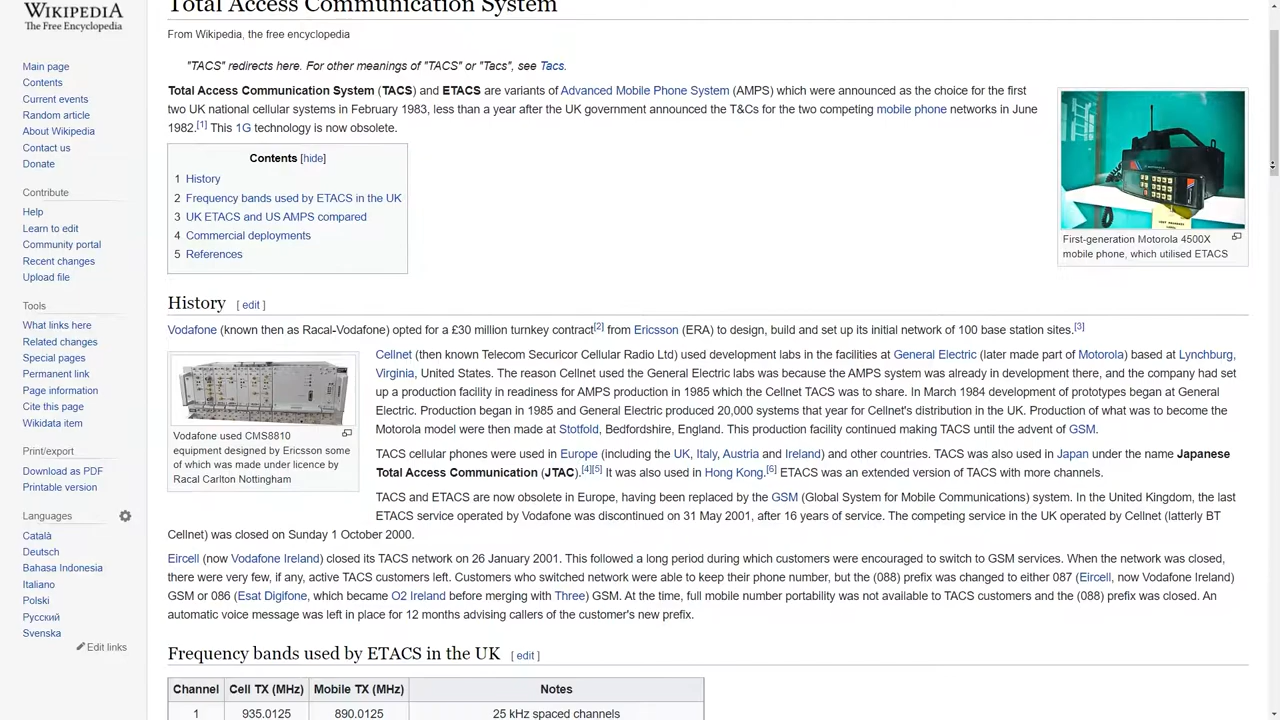 WIKIPEDIA
The Free Encyclopedia
Main page
Contents
Current events
Random article
About Wikipedia
Contact us
Donate
Contribute
Help
Learn to edit
Community portal
Recent changes
Upload file
Tools
What links here
Related changes
Special pages
Permanent link
Page information
Cite this page
Wikidata item
Print/export
Download as PDF
Printable version
Languages
Català
Deutsch
Bahasa Indonesia
Italiano
Polski
Русский
Svenska
Edit links
Total Access Communication System
From Wikipedia, the free encyclopedia
"TACS" redirects here. For other meanings of "TACS" or "Tacs", see Tacs.
Total Access Communication System (TACS) and ETACS are variants of Advanced Mobile Phone System (AMPS) which were announced as the choice for the first
two UK national cellular systems in February 1983, less than a year after the UK government announced the T&Cs for the two competing mobile phone networks in June
1982.[1] This 1G technology is now obsolete.
First-generation Motorola 4500X
mobile phone, which utilised ETACS
Contents [hide]
1 History
2 Frequency bands used by ETACS in the UK
3 UK ETACS and US AMPS compared
4 Commercial deployments
5 References
History [ edit ]
Vodafone (known then as Racal-Vodafone) opted for a £30 million turnkey contract[2] from Ericsson (ERA) to design, build and set up its initial network of 100 base station sites.[3]
Vodafone used CMS8810
equipment designed by Ericsson some
of which was made under licence by
Racal Carlton Nottingham
Cellnet (then known Telecom Securicor Cellular Radio Ltd) used development labs in the facilities at General Electric (later made part of Motorola) based at Lynchburg,
Virginia, United States. The reason Cellnet used the General Electric labs was because the AMPS system was already in development there, and the company had set
up a production facility in readiness for AMPS production in 1985 which the Cellnet TACS was to share. In March 1984 development of prototypes began at General
Electric. Production began in 1985 and General Electric produced 20,000 systems that year for Cellnet's distribution in the UK. Production of what was to become the
Motorola model were then made at Stotfold, Bedfordshire, England. This production facility continued making TACS until the advent of GSM.
TACS cellular phones were used in Europe (including the UK, Italy, Austria and Ireland) and other countries. TACS was also used in Japan under the name Japanese
Total Access Communication (JTAC).[4][5] It was also used in Hong Kong.[6] ETACS was an extended version of TACS with more channels.
TACS and ETACS are now obsolete in Europe, having been replaced by the GSM (Global System for Mobile Communications) system. In the United Kingdom, the last
ETACS service operated by Vodafone was discontinued on 31 May 2001, after 16 years of service. The competing service in the UK operated by Cellnet (latterly BT
Cellnet) was closed on Sunday 1 October 2000.
Eircell (now Vodafone Ireland) closed its TACS network on 26 January 2001. This followed a long period during which customers were encouraged to switch to GSM services. When the network was closed,
there were very few, if any, active TACS customers left. Customers who switched network were able to keep their phone number, but the (088) prefix was changed to either 087 (Eircell, now Vodafone Ireland)
GSM or 086 (Esat Digifone, which became O2 Ireland before merging with Three) GSM. At the time, full mobile number portability was not available to TACS customers and the (088) prefix was closed. An
automatic voice message was left in place for 12 months advising callers of the customer's new prefix.
Frequency bands used by ETACS in the UK [ edit ]
Channel Cell TX (MHz) Mobile TX (MHz) Notes
1 935.0125 890.0125 25 kHz spaced channels